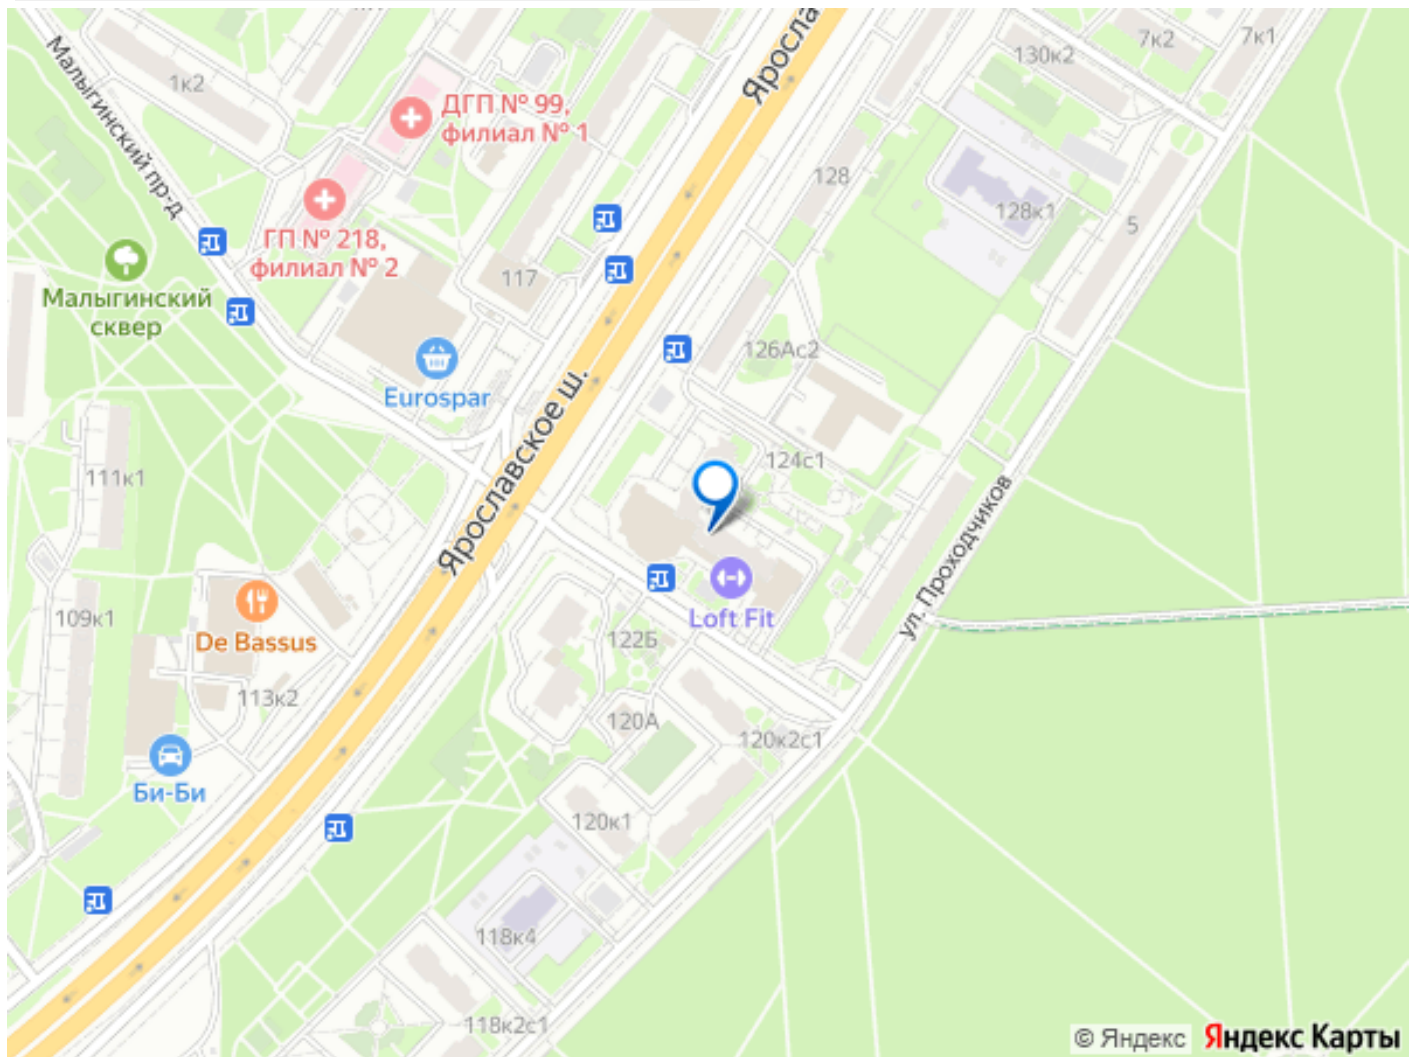 Яросла
7к2
7к1
130к2
Малыгинский пр-д
1к2
ДГП № 99,
филиал № 1
128
128к1
5
ГП № 218,
филиал № 2
117
Малыгинский
сквер
126Ас2
Eurospar
Ярославское ш.
111к1
124с1
ул. Проходчиков
Loft Fit
109к1
De Bassus
122Б
113к2
120А
120к2с1
Би-Би
120к1
118к4
118к2с1
© Яндекс Яндекс Карты